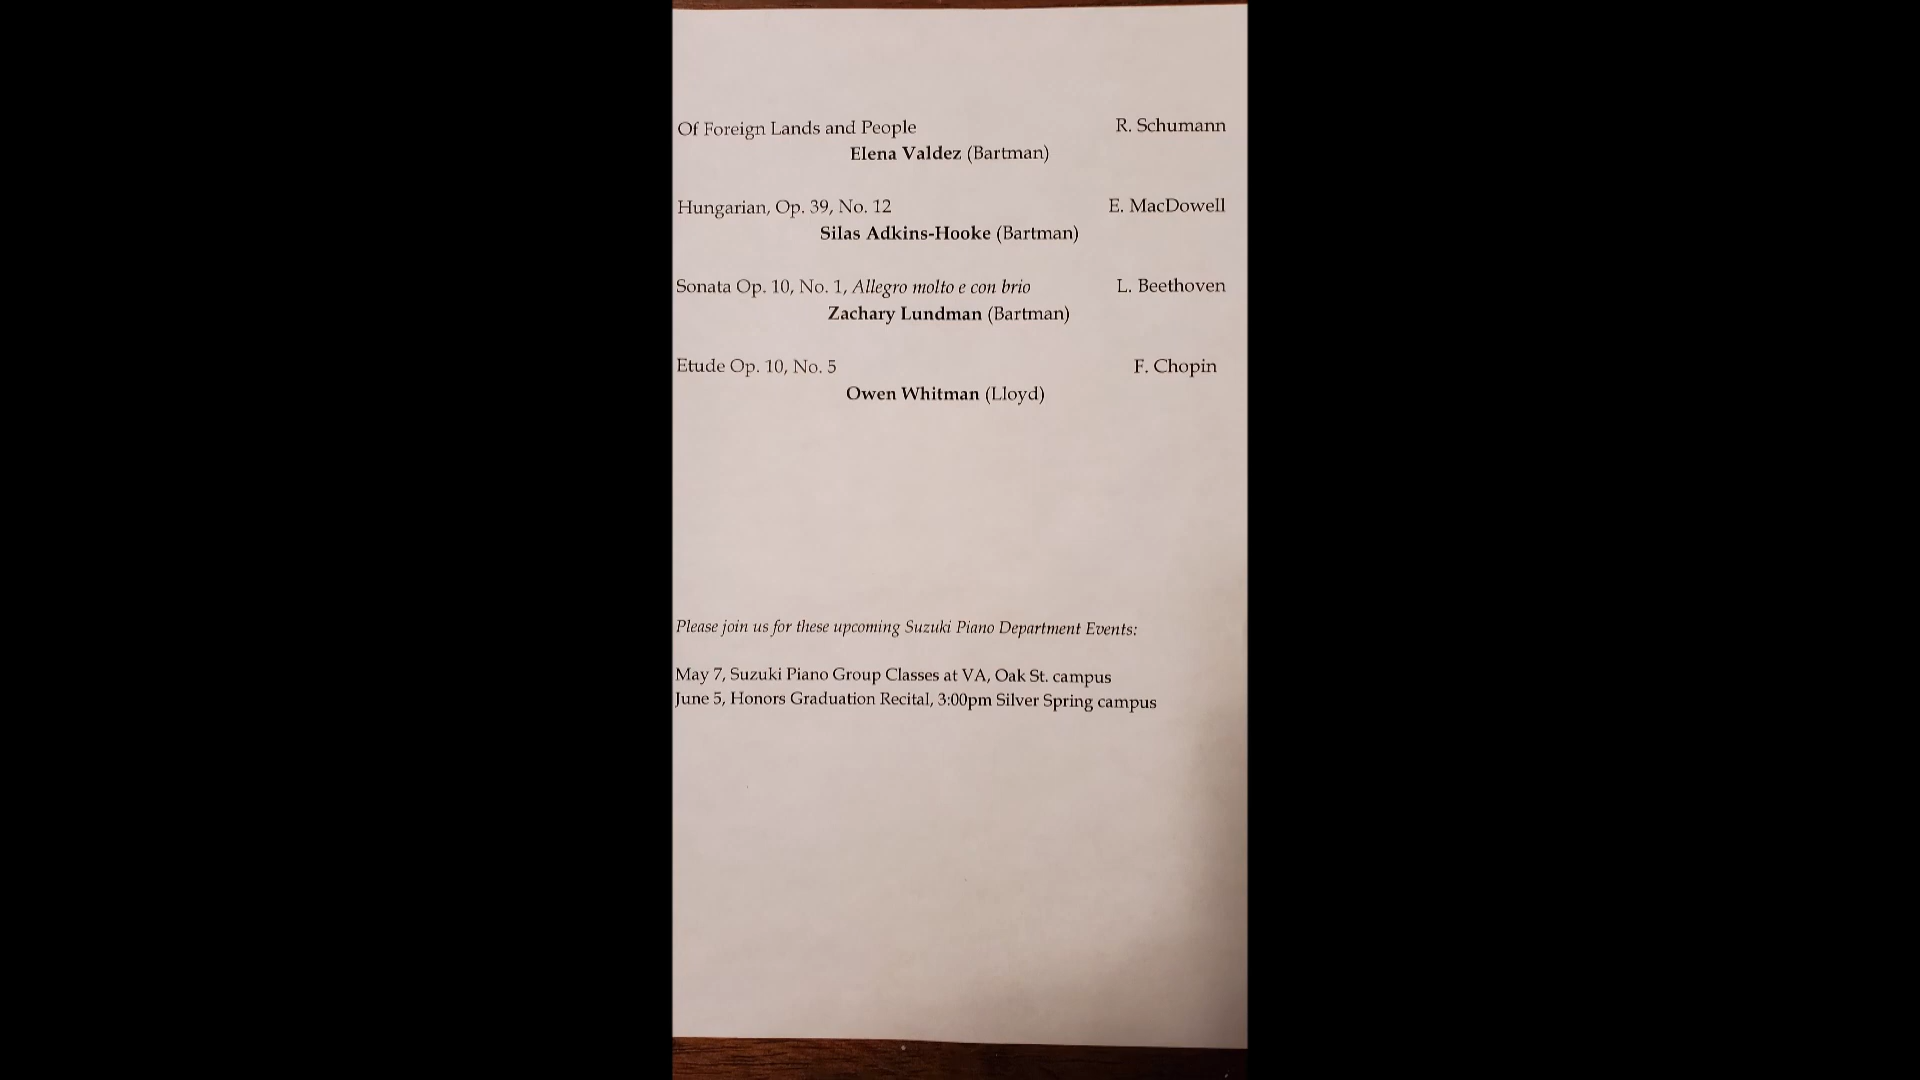 Of Foreign Lands and People R. Schumann
Elena Valdez (Bartman)
Hungarian, Op. 39, No. 12 E. MacDowell
Silas Adkins-Hooke (Bartman)
Sonata Op. 10, No. 1, Allegro molto e con brio L. Beethoven
Zachary Lundman (Bartman)
Etude Op. 10, No. 5 F. Chopin
Owen Whitman (Lloyd)
Please join us for these upcoming Suzuki Piano Department Events:
May 7, Suzuki Piano Group Classes at VA, Oak St. campus
June 5, Honors Graduation Recital, 3:00pm Silver Spring campus